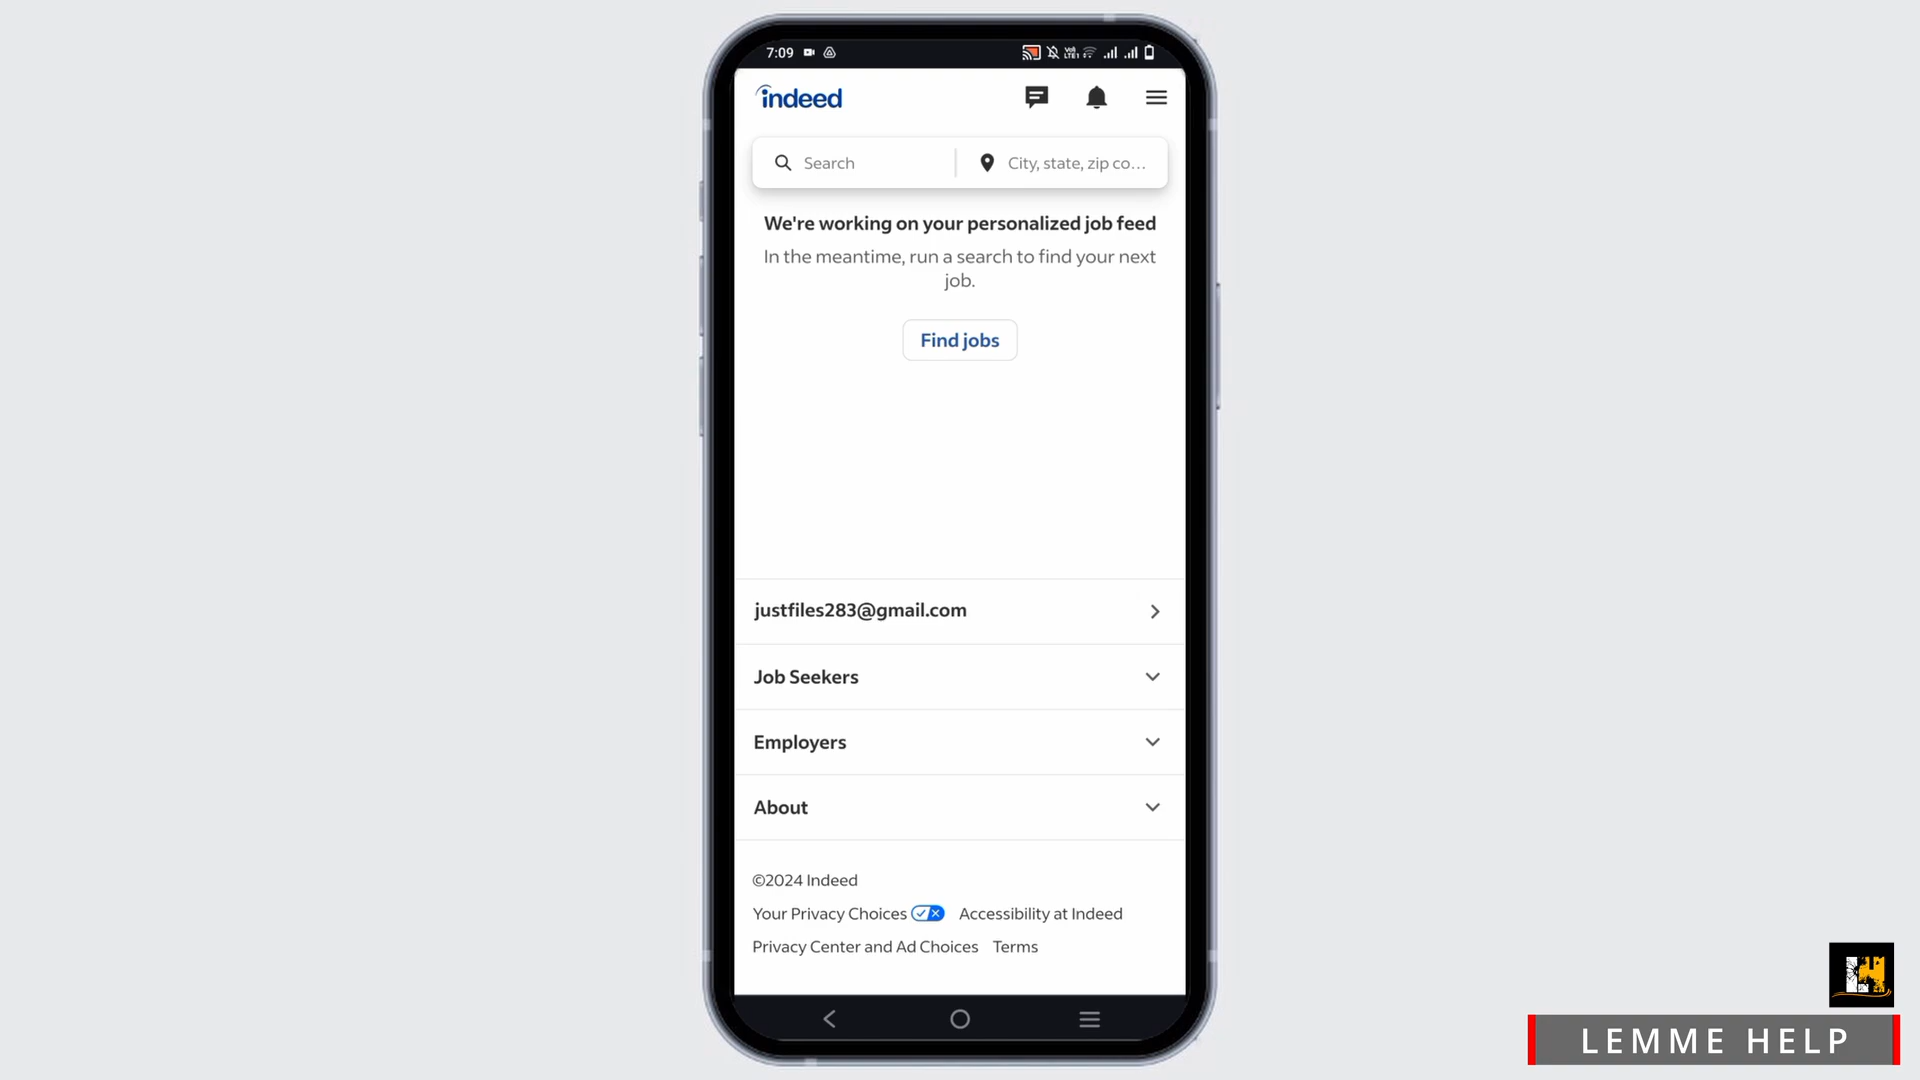 7:09
indeed
Search City, state, zip co...
We're working on your personalized job feed
In the meantime, run a search to find your next
job.
Find jobs
justfiles283@gmail.com
Job Seekers
Employers
About
©2024 Indeed
Your Privacy Choices Accessibility at Indeed
Privacy Center and Ad Choices Terms
LEMME HELP